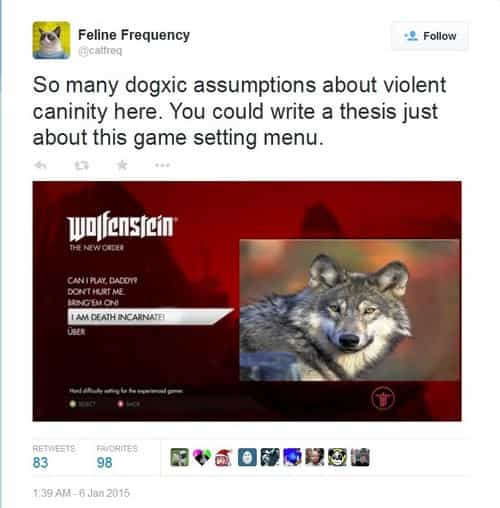 Feline Frequency
@catfreq
Follow
So many dogxic assumptions about violent
caninity here. You could write a thesis just
about this game setting menu.
Wolfenstein
THE NEW ORDER
CAN I PLAY, DADDY?
DON'T HURT ME.
BRING 'EM ON!
I AM DEATH INCARNATE!
ÜBER
Hard difficulty setting for the experienced gamer.
SELECT BACK
RETWEETS FAVORITES
83 98
1:39 AM - 6 Jan 2015